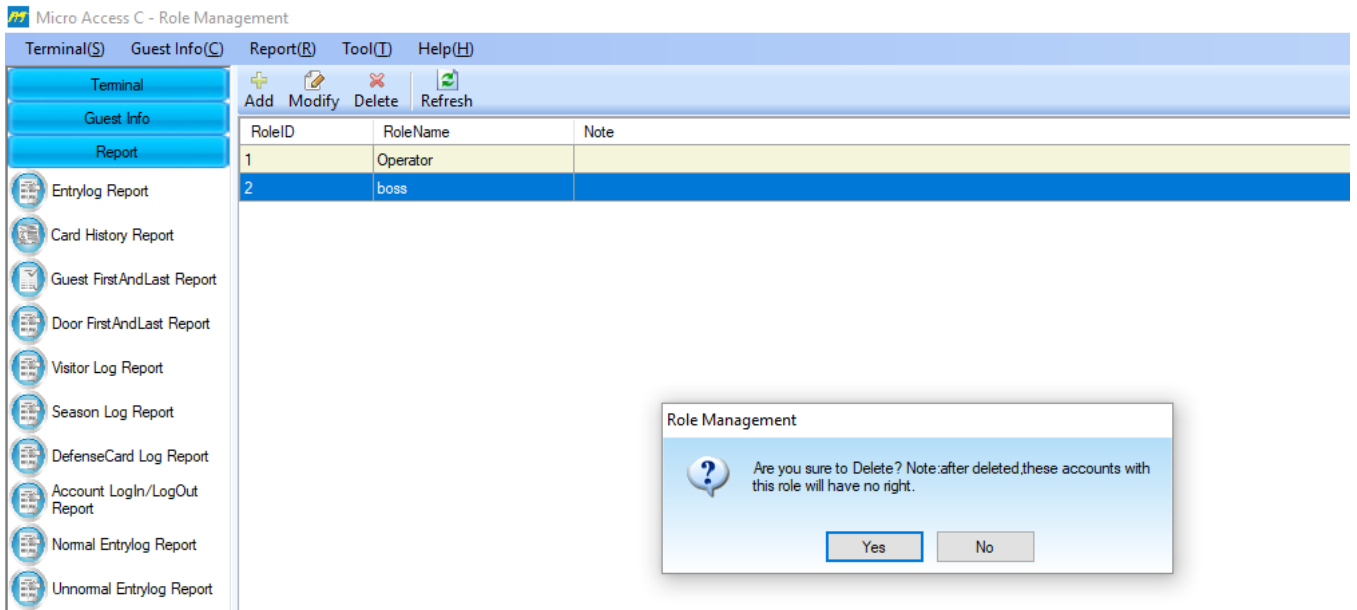 Micro Access C - Role Management
Terminal(S) Guest Info(C) Report(R) Tool(T) Help(H)
Terminal
Guest Info
Report
Entrylog Report
Card History Report
Guest FirstAndLast Report
Door FirstAndLast Report
Visitor Log Report
Season Log Report
DefenseCard Log Report
Account LogIn/LogOut
Report
Normal Entrylog Report
Unnormal Entrylog Report
Add Modify Delete Refresh
RoleID RoleName Note
1 Operator
2 boss
Role Management
Are you sure to Delete? Note:after deleted,these accounts with
this role will have no right.
Yes No